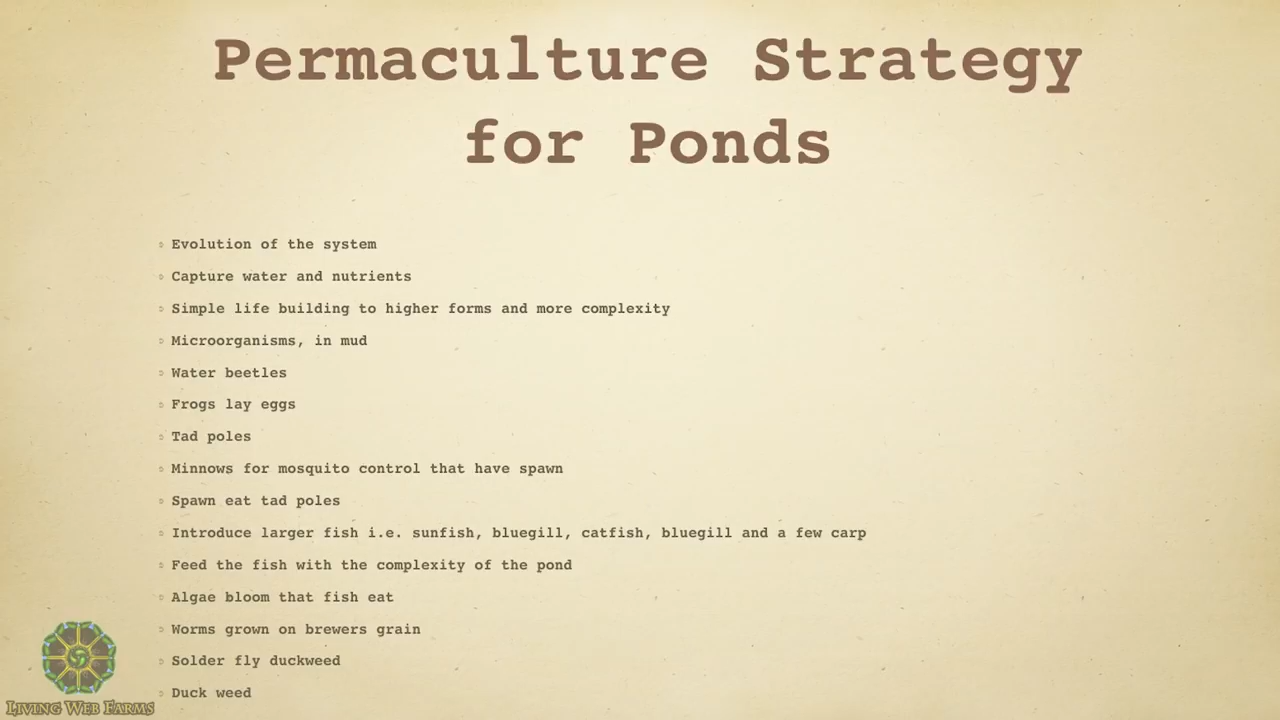 Permaculture Strategy
for Ponds
Evolution of the system
Capture water and nutrients
Simple life building to higher forms and more complexity
Microorganisms, in mud
Water beetles
Frogs lay eggs
Tad poles
Minnows for mosquito control that have spawn
Spawn eat tad poles
Introduce larger fish i.e. sunfish, bluegill, catfish, bluegill and a few carp
Feed the fish with the complexity of the pond
Algae bloom that fish eat
Worms grown on brewers grain
Solder fly duckweed
Duck weed
Living Web Farms